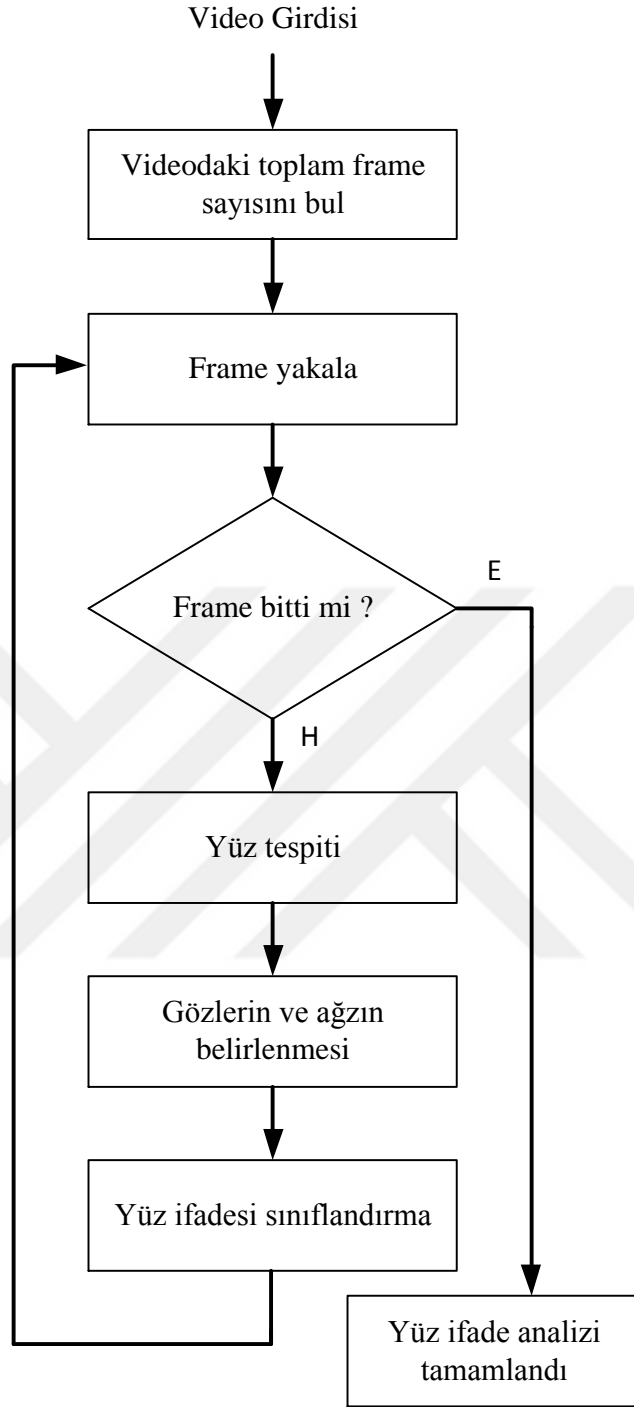 Video Girdisi
Videodaki toplam frame
sayısını bul
Frame yakala
Frame bitti mi ?
E
H
Yüz tespiti
Gözlerin ve ağzın
belirlenmesi
Yüz ifadesi sınıflandırma
Yüz ifade analizi
tamamlandı